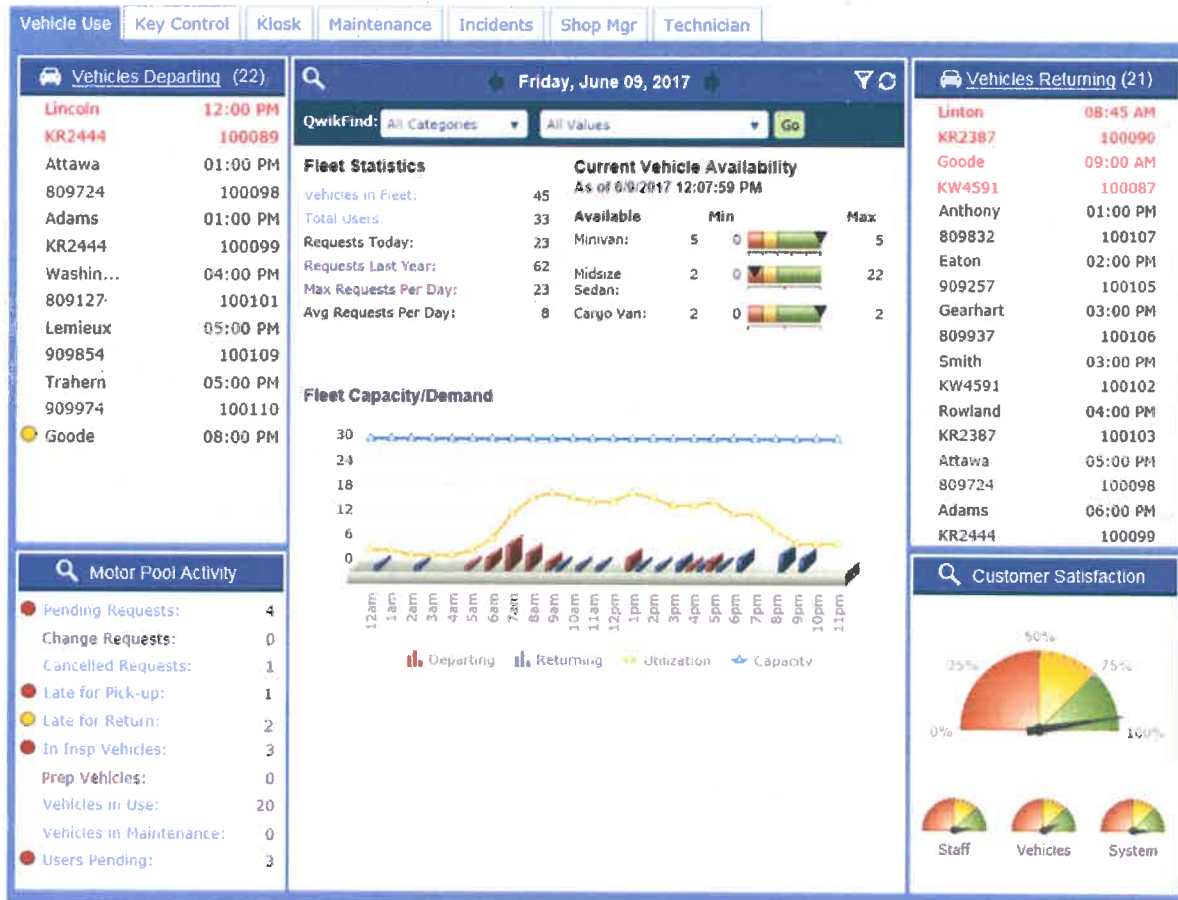 Vehicle Use Key Control Kiosk Maintenance Incidents Shop Mgr Technician
Vehicles Departing (22)
Lincoln 12:00 PM
KR2444 100089
Attawa 01:00 PM
809724 100098
Adams 01:00 PM
KR2444 100099
Washin... 04:00 PM
809127 100101
Lemieux 05:00 PM
909854 100109
Trahern 05:00 PM
909974 100110
Goode 08:00 PM
Motor Pool Activity
Pending Requests: 4
Change Requests: 0
Cancelled Requests: 1
Late for Pick-up: 1
Late for Return: 2
In Insp Vehicles: 3
Prep Vehicles: 0
Vehicles in Use: 20
Vehicles in Maintenance: 0
Users Pending: 3
Friday, June 09, 2017
QwikFind: All Categories All Values Go
Fleet Statistics
Vehicles in Fleet: 45
Total Users: 33
Requests Today: 23
Requests Last Year: 62
Max Requests Per Day: 23
Avg Requests Per Day: 8
Current Vehicle Availability
As of 6/9/2017 12:07:59 PM
Available Min Max
Minivan: 5 0 5
Midsize 2 0 22
Sedan:
Cargo Van: 2 0 2
Fleet Capacity/Demand
30
24
18
12
6
0
12am 1am 2am 3am 4am 5am 6am 7am 8am 9am 10am 11am 12pm 1pm 2pm 3pm 4pm 5pm 6pm 7pm 8pm 9pm 10pm 11pm
Departing Returning Utilization Capacity
Vehicles Returning (21)
Linton 08:45 AM
KR2387 100090
Goode 09:00 AM
KW4591 100087
Anthony 01:00 PM
809832 100107
Eaton 02:00 PM
909257 100105
Gearhart 03:00 PM
809937 100106
Smith 03:00 PM
KW4591 100102
Rowland 04:00 PM
KR2387 100103
Attawa 05:00 PM
809724 100098
Adams 06:00 PM
KR2444 100099
Customer Satisfaction
50%
25% 75%
0% 100%
Staff Vehicles System